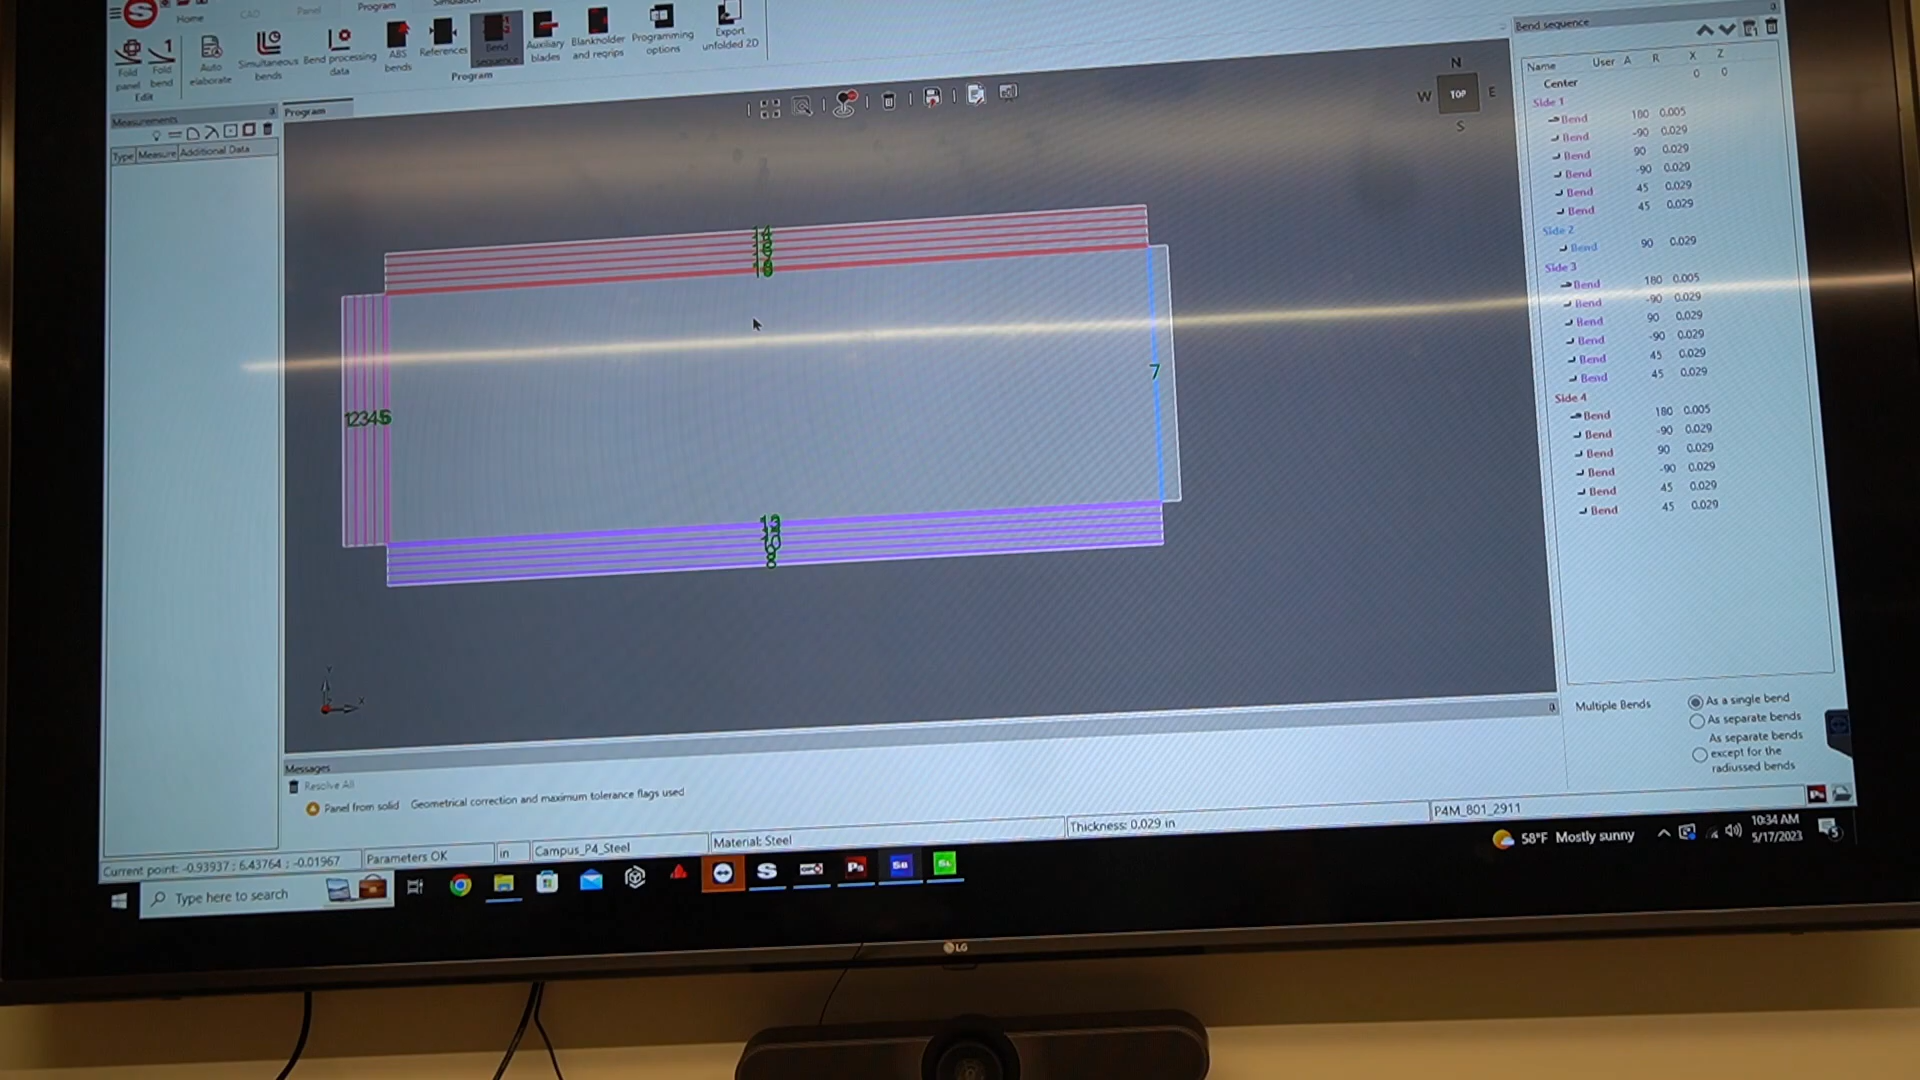 Home
CAD
Panel
Program
Fold panel
Fold bend
Auto elaborate
Simultaneous bends
Bend processing data
ABS bends
References
Bend sequence
Auxiliary blades
Blankholder and regrips
Programming options
Export unfolded 2D
Edit
Program
Measurements
Type Measure Additional Data
Program
N
W TOP E
S
7
12345
10
9
8
Y
X
Bend sequence
Name User A R X Z
Center 0 0
Side 1
Bend 180 0.005
Bend -90 0.029
Bend 90 0.029
Bend -90 0.029
Bend 45 0.029
Bend 45 0.029
Side 2
Bend 90 0.029
Side 3
Bend 180 0.005
Bend -90 0.029
Bend 90 0.029
Bend -90 0.029
Bend 45 0.029
Bend 45 0.029
Side 4
Bend 180 0.005
Bend -90 0.029
Bend 90 0.029
Bend -90 0.029
Bend 45 0.029
Bend 45 0.029
Multiple Bends
As a single bend
As separate bends
As separate bends
except for the
radiussed bends
Messages
Resolve All
Panel from solid Geometrical correction and maximum tolerance flags used
Current point: -0.93937 ; 6.43764 ; -0.01967
Parameters OK
in
Campus_P4_Steel
Material: Steel
Thickness: 0.029 in
P4M_801_2911
Type here to search
58°F Mostly sunny
10:34 AM
5/17/2023
LG